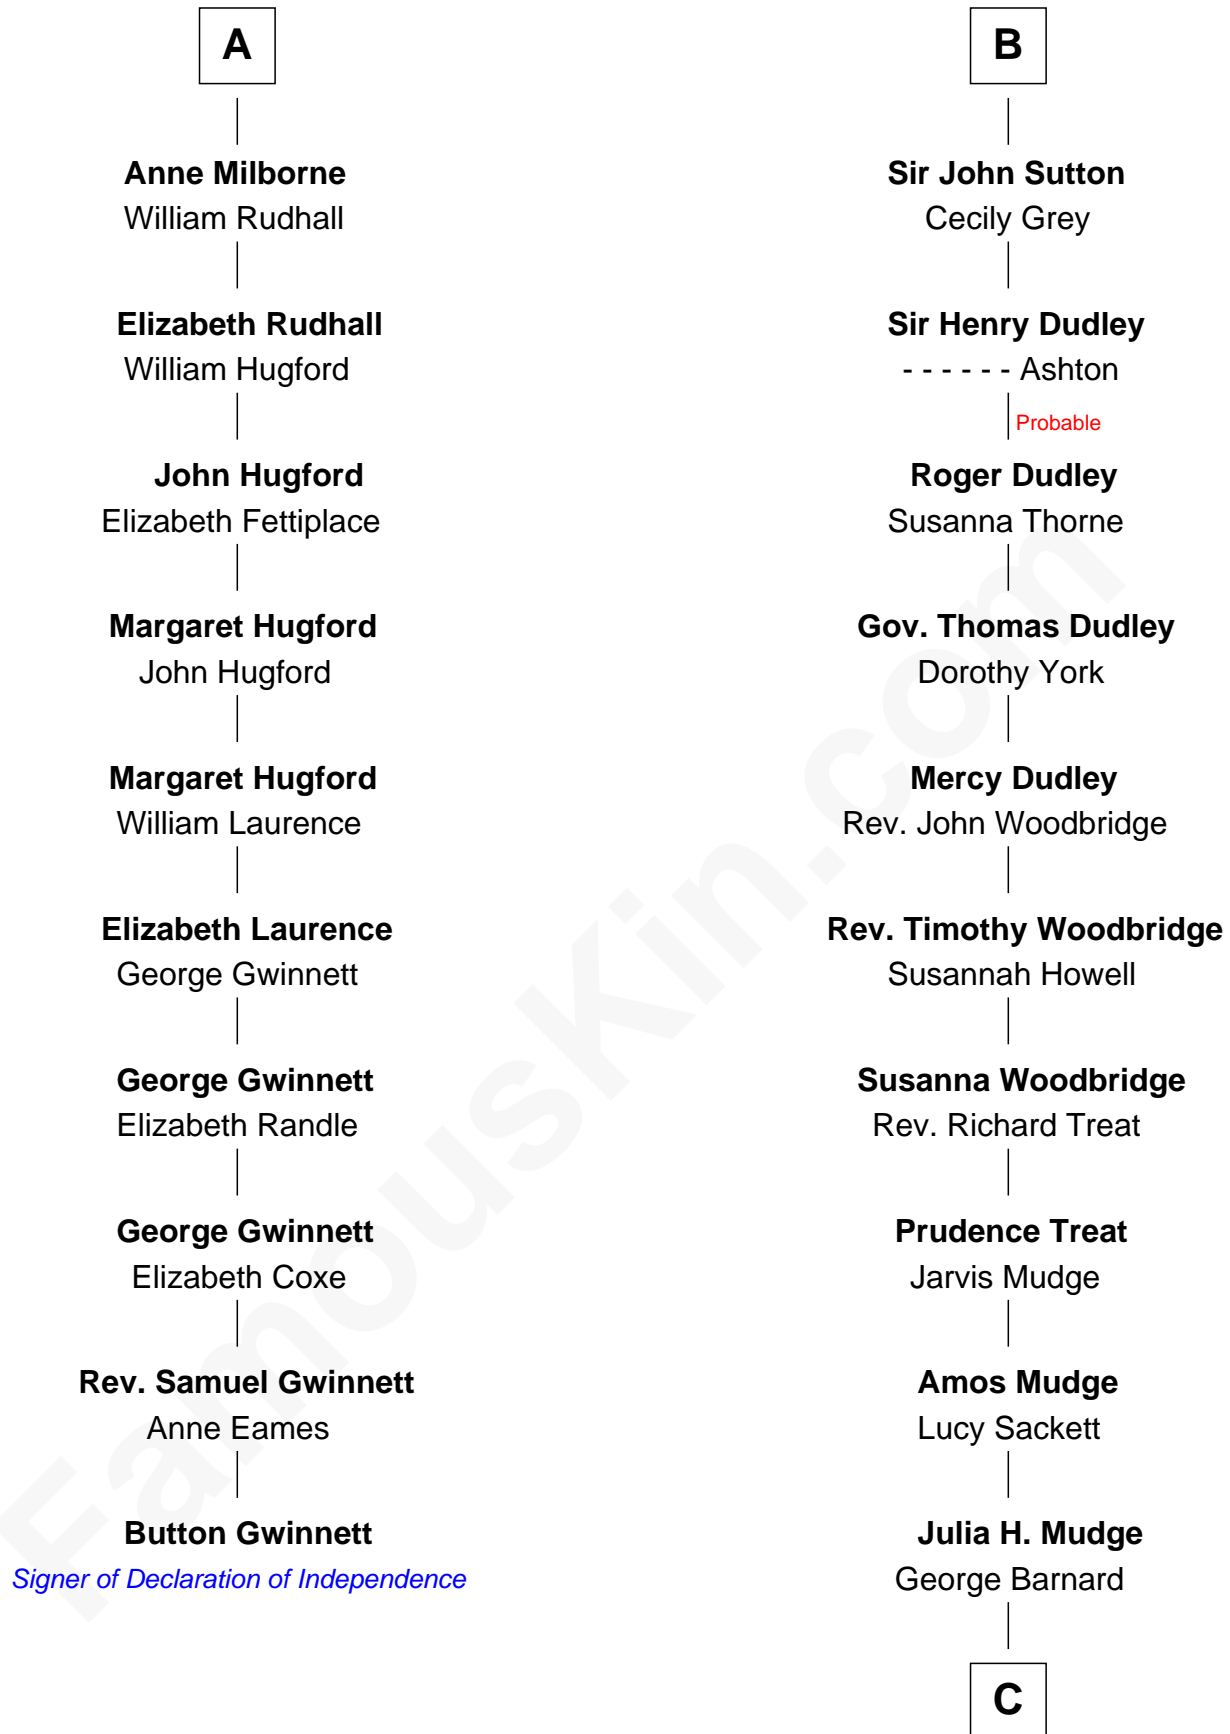 A
Anne Milborne
William Rudhall
Elizabeth Rudhall
William Hugford
John Hugford
Elizabeth Fettiplace
Margaret Hugford
John Hugford
Margaret Hugford
William Laurence
Elizabeth Laurence
George Gwinnett
George Gwinnett
Elizabeth Randle
George Gwinnett
Elizabeth Coxe
Rev. Samuel Gwinnett
Anne Eames
Button Gwinnett
Signer of Declaration of Independence
B
Sir John Sutton
Cecily Grey
Sir Henry Dudley
- - - - - - Ashton
Probable
Roger Dudley
Susanna Thorne
Gov. Thomas Dudley
Dorothy York
Mercy Dudley
Rev. John Woodbridge
Rev. Timothy Woodbridge
Susannah Howell
Susanna Woodbridge
Rev. Richard Treat
Prudence Treat
Jarvis Mudge
Amos Mudge
Lucy Sackett
Julia H. Mudge
George Barnard
C
FamousKin.com